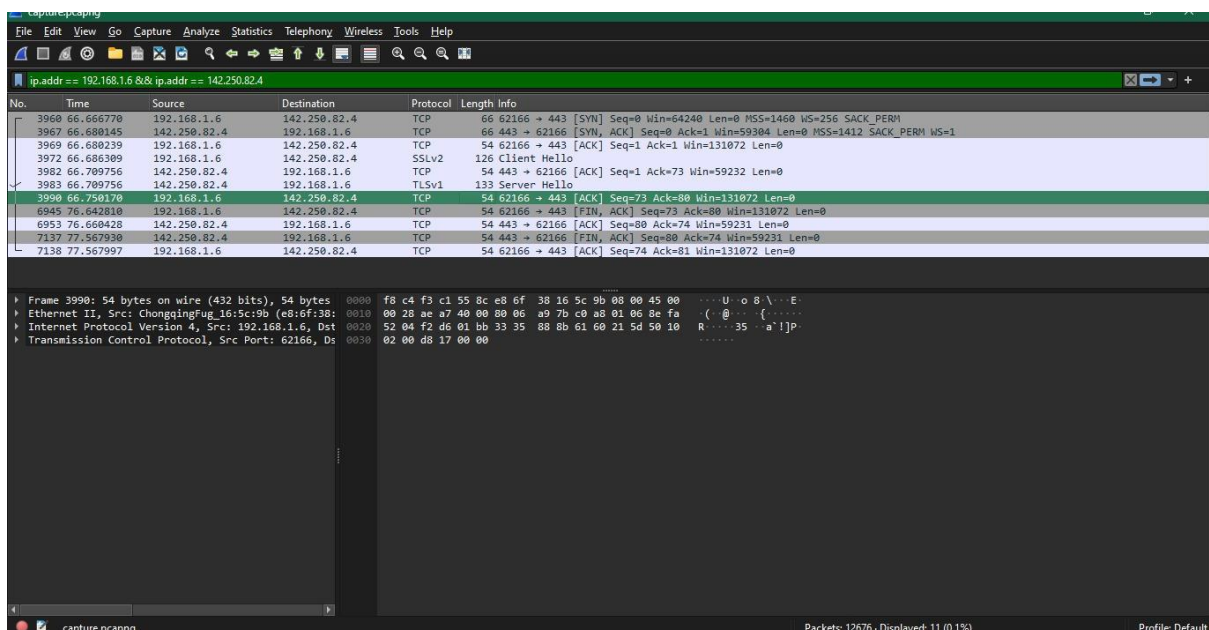 capture.pcapng
File Edit View Go Capture Analyze Statistics Telephony Wireless Tools Help
ip.addr == 192.168.1.6 && ip.addr == 142.250.82.4
No. Time Source Destination Protocol Length Info
3960 66.666770 192.168.1.6 142.250.82.4 TCP 66 62166 → 443 [SYN] Seq=0 Win=64240 Len=0 MSS=1460 WS=256 SACK_PERM
3967 66.680145 142.250.82.4 192.168.1.6 TCP 66 443 → 62166 [SYN, ACK] Seq=0 Ack=1 Win=59304 Len=0 MSS=1412 SACK_PERM WS=1
3969 66.680239 192.168.1.6 142.250.82.4 TCP 54 62166 → 443 [ACK] Seq=1 Ack=1 Win=131072 Len=0
3972 66.686309 192.168.1.6 142.250.82.4 SSLv2 126 Client Hello
3982 66.709756 142.250.82.4 192.168.1.6 TCP 54 443 → 62166 [ACK] Seq=1 Ack=73 Win=59232 Len=0
3983 66.709756 142.250.82.4 192.168.1.6 TLSv1 133 Server Hello
3990 66.750170 192.168.1.6 142.250.82.4 TCP 54 62166 → 443 [ACK] Seq=73 Ack=80 Win=131072 Len=0
6945 76.642810 192.168.1.6 142.250.82.4 TCP 54 62166 → 443 [FIN, ACK] Seq=73 Ack=80 Win=131072 Len=0
6953 76.660428 142.250.82.4 192.168.1.6 TCP 54 443 → 62166 [ACK] Seq=80 Ack=74 Win=59231 Len=0
7137 77.567930 142.250.82.4 192.168.1.6 TCP 54 443 → 62166 [FIN, ACK] Seq=80 Ack=74 Win=59231 Len=0
7138 77.567997 192.168.1.6 142.250.82.4 TCP 54 62166 → 443 [ACK] Seq=74 Ack=81 Win=131072 Len=0
Frame 3990: 54 bytes on wire (432 bits), 54 bytes 0000 f8 c4 f3 c1 55 8c e8 6f 38 16 5c 9b 08 00 45 00 ····U··o 8·\···E·
Ethernet II, Src: ChongqingFug_16:5c:9b (e8:6f:38: 0010 00 28 ae a7 40 00 80 06 a9 7b c0 a8 01 06 8e fa ·(··@··· ·{······
Internet Protocol Version 4, Src: 192.168.1.6, Dst 0020 52 04 f2 d6 01 bb 33 35 88 8b 61 60 21 5d 50 10 R·····35 ··a`!]P·
Transmission Control Protocol, Src Port: 62166, Ds 0030 02 00 d8 17 00 00 ······
capture.pcapng Packets: 12676 · Displayed: 11 (0.1%) Profile: Default